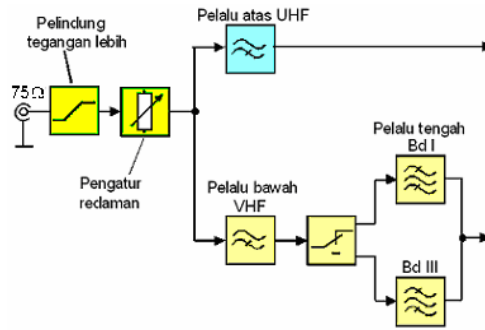 Pelindung
tegangan lebih
Pelalu atas UHF
75Ω
Pengatur
redaman
Pelalu bawah
VHF
Pelalu tengah
Bd I
Bd III